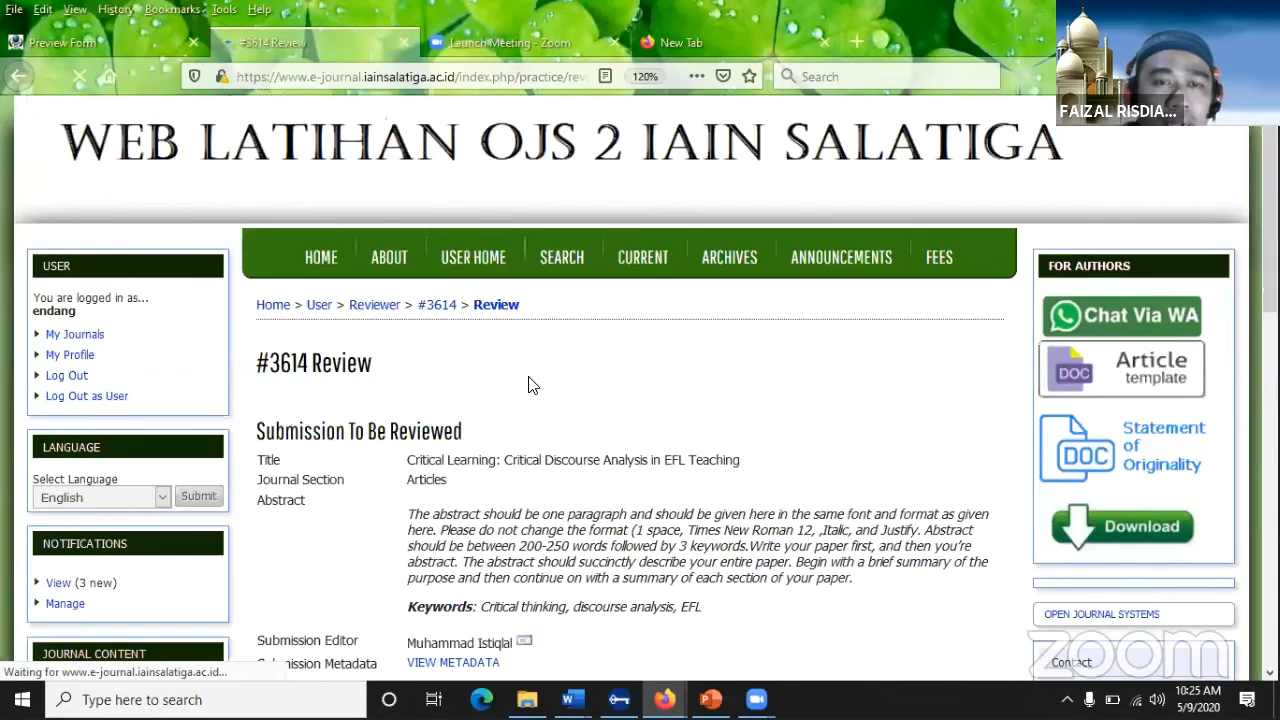 File Edit View History Bookmarks Tools Help
Preview Form
#3614 Review
Launch Meeting - Zoom
New Tab
https://www.e-journal.iainsalatiga.ac.id/index.php/practice/rev
120%
Search
FAIZAL RISDIA...
WEB LATIHAN OJS 2 IAIN SALATIGA
HOME ABOUT USER HOME SEARCH CURRENT ARCHIVES ANNOUNCEMENTS FEES
USER
You are logged in as...
endang
My Journals
My Profile
Log Out
Log Out as User
LANGUAGE
Select Language
English Submit
NOTIFICATIONS
View (3 new)
Manage
JOURNAL CONTENT
Home > User > Reviewer > #3614 > Review
#3614 Review
Submission To Be Reviewed
Title Critical Learning: Critical Discourse Analysis in EFL Teaching
Journal Section Articles
Abstract
The abstract should be one paragraph and should be given here in the same font and format as given
here. Please do not change the format (1 space, Times New Roman 12, ,Italic, and Justify. Abstract
should be between 200-250 words followed by 3 keywords.Write your paper first, and then you're
abstract. The abstract should succinctly describe your entire paper. Begin with a brief summary of the
purpose and then continue on with a summary of each section of your paper.
Keywords: Critical thinking, discourse analysis, EFL
Submission Editor Muhammad Istiqlal
Submission Metadata VIEW METADATA
FOR AUTHORS
Chat Via WA
DOC Article
template
DOC Statement
of
Originality
Download
OPEN JOURNAL SYSTEMS
Contact
zoom
Waiting for www.e-journal.iainsalatiga.ac.id...
Type here to search
10:25 AM
5/9/2020